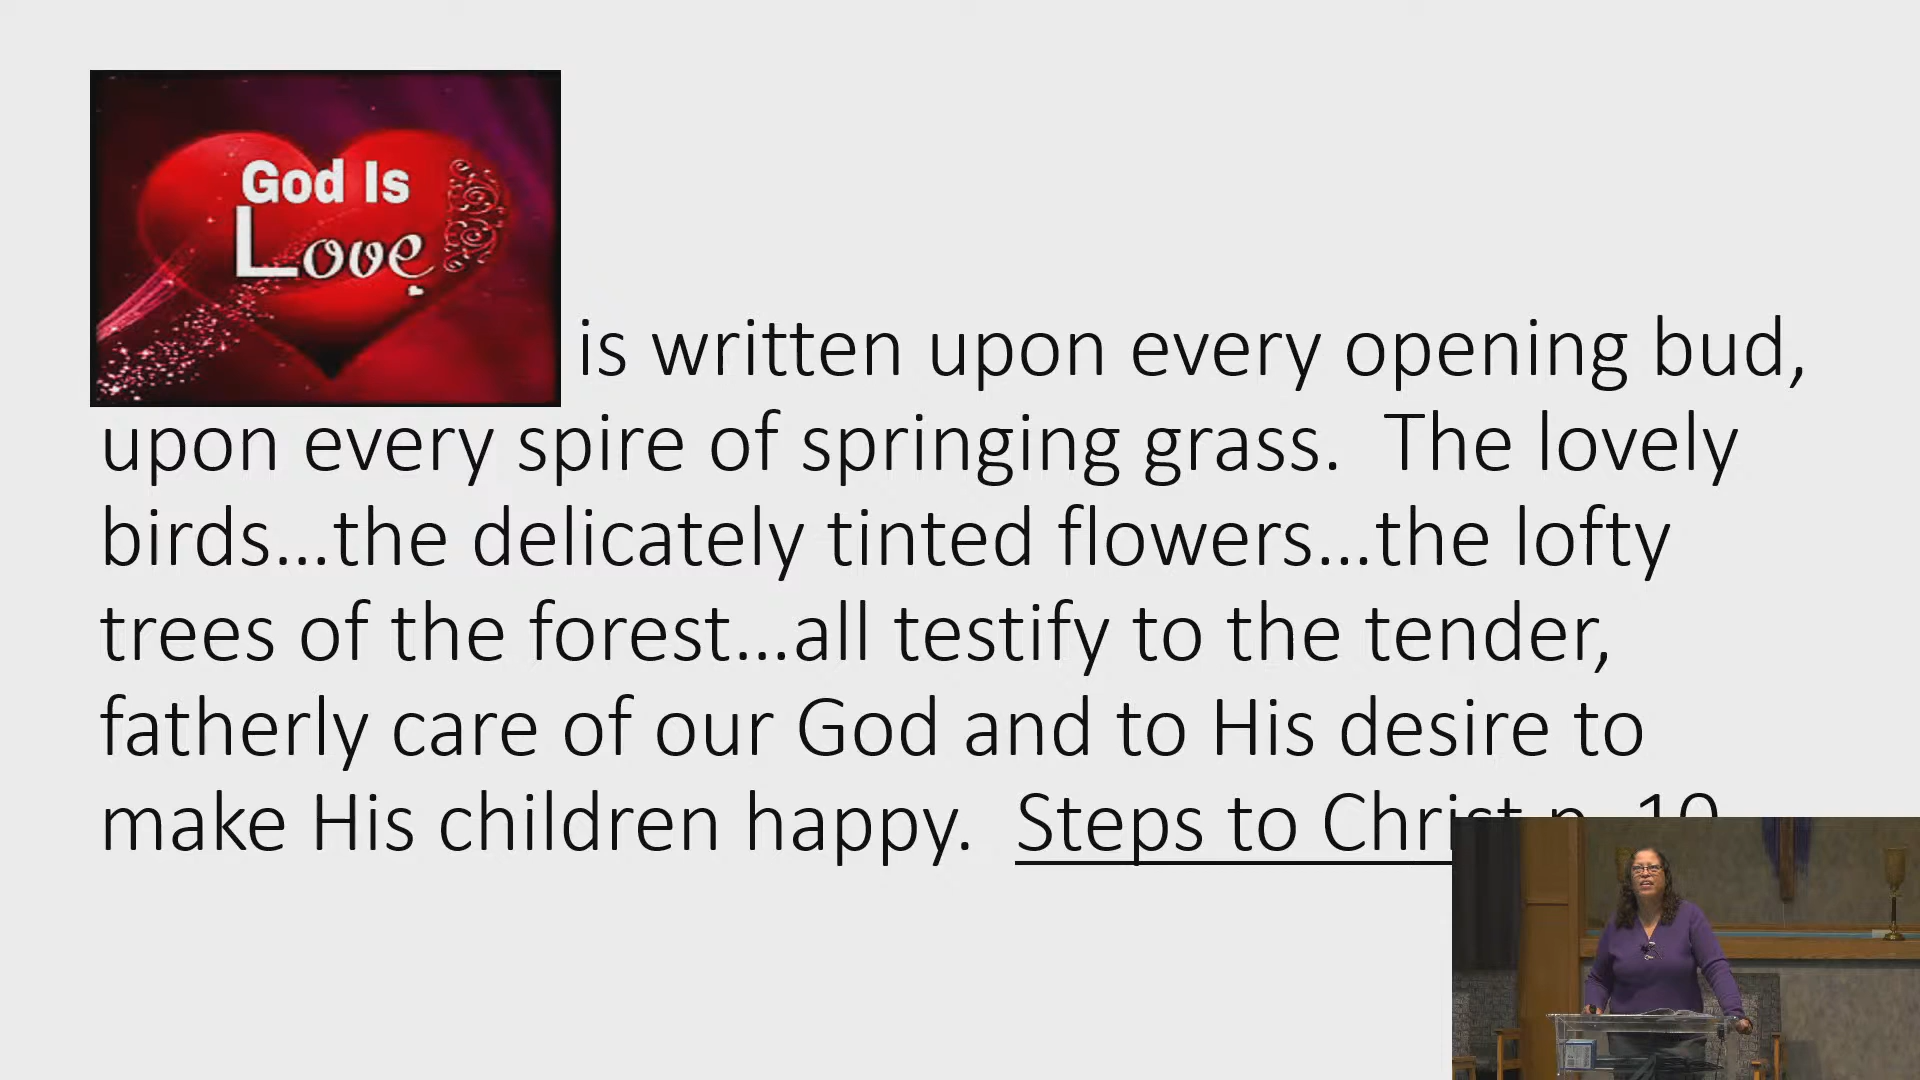 God Is
Love
is written upon every opening bud,
upon every spire of springing grass.  The lovely
birds...the delicately tinted flowers...the lofty
trees of the forest...all testify to the tender,
fatherly care of our God and to His desire to
make His children happy.  Steps to Christ p. 10